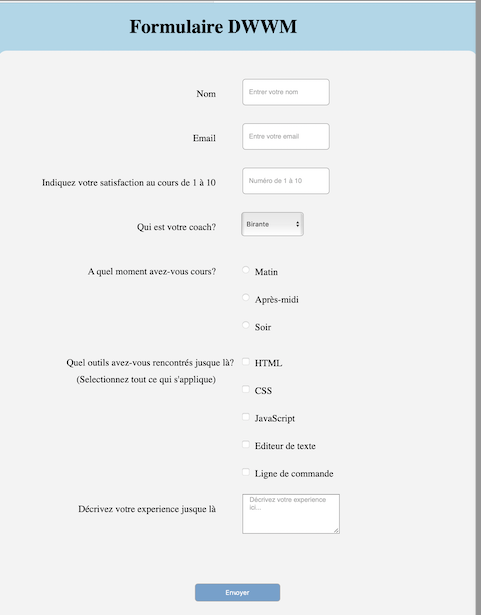 Formulaire DWWM
Nom
Entrer votre nom
Email
Entre votre email
Indiquez votre satisfaction au cours de 1 à 10
Numéro de 1 à 10
Qui est votre coach?
Birante
A quel moment avez-vous cours?
Matin
Après-midi
Soir
Quel outils avez-vous rencontrés jusque là?
(Selectionnez tout ce qui s'applique)
HTML
CSS
JavaScript
Editeur de texte
Ligne de commande
Décrivez votre experience jusque là
Décrivez votre experience
ici...
Emoyer